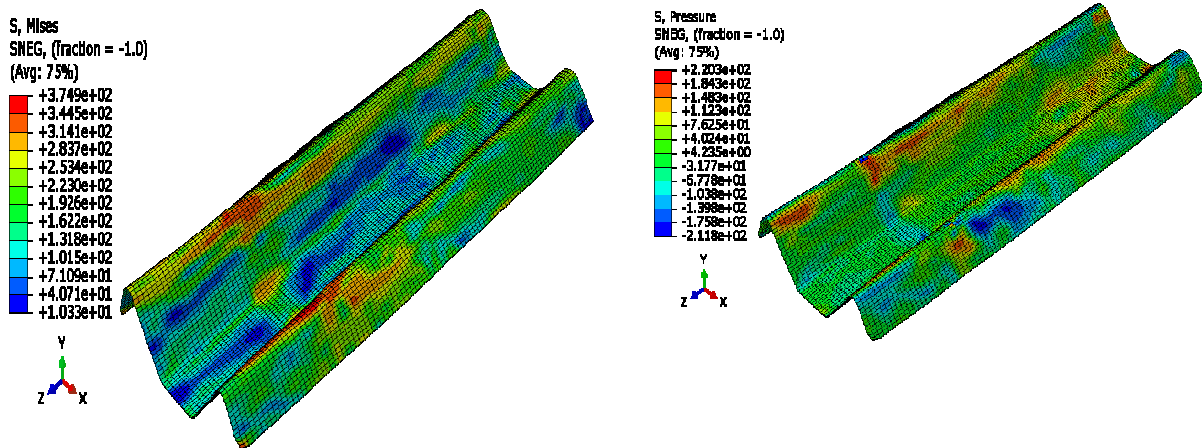 S, Mises
SNEG, (fraction = -1.0)
(Avg: 75%)
+3.749e+02
+3.445e+02
+3.141e+02
+2.837e+02
+2.534e+02
+2.230e+02
+1.926e+02
+1.622e+02
+1.318e+02
+1.015e+02
+7.109e+01
+4.071e+01
+1.033e+01
Y
Z
X
S, Pressure
SNEG, (fraction = -1.0)
(Avg: 75%)
+2.203e+02
+1.843e+02
+1.483e+02
+1.123e+02
+7.625e+01
+4.024e+01
+4.235e+00
-3.177e+01
-6.778e+01
-1.038e+02
-1.398e+02
-1.758e+02
-2.118e+02
Y
Z
X